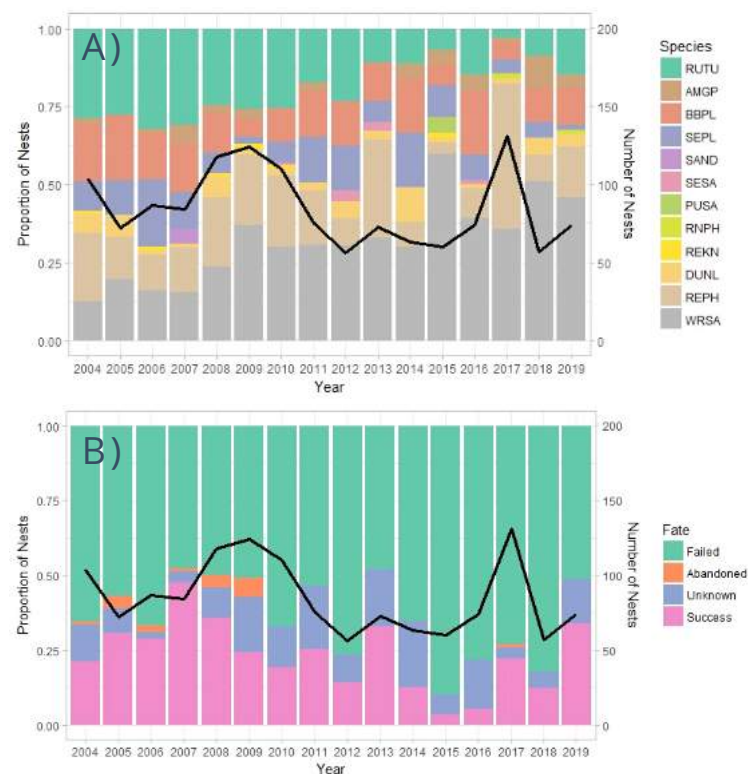 A)
1.00
0.75
0.50
0.25
0.00
Proportion of Nests
200
150
100
50
0
Number of Nests
2004 2005 2006 2007 2008 2009 2010 2011 2012 2013 2014 2015 2016 2017 2018 2019
Year
Species
RUTU
AMGP
BBPL
SEPL
SAND
SESA
PUSA
RNPH
REKN
DUNL
REPH
WRSA
B)
1.00
0.75
0.50
0.25
0.00
Proportion of Nests
200
150
100
50
0
Number of Nests
2004 2005 2006 2007 2008 2009 2010 2011 2012 2013 2014 2015 2016 2017 2018 2019
Year
Fate
Failed
Abandoned
Unknown
Success